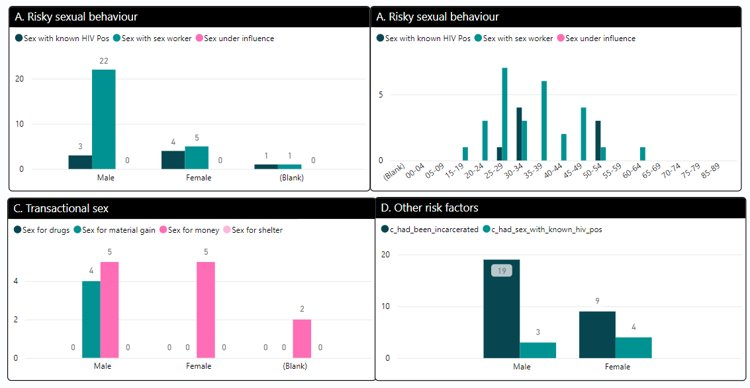 A. Risky sexual behaviour
Sex with known HIV Pos Sex with sex worker Sex under influence
20
10
0
3 22 0
4 5 0
1 1 0
Male Female (Blank)
A. Risky sexual behaviour
Sex with known HIV Pos Sex with sex worker Sex under influence
5
0
(Blank) 00-04 05-09 15-19 20-24 25-29 30-34 35-39 40-44 45-49 50-54 55-59 60-64 65-69 70-74 75-79 85-89
C. Transactional sex
Sex for drugs Sex for material gain Sex for money Sex for shelter
4
2
0
0 4 5 0
0 0 5 0
0 0 2 0
Male Female (Blank)
D. Other risk factors
c_had_been_incarcerated c_had_sex_with_known_hiv_pos
20
10
0
19 3
9 4
Male Female